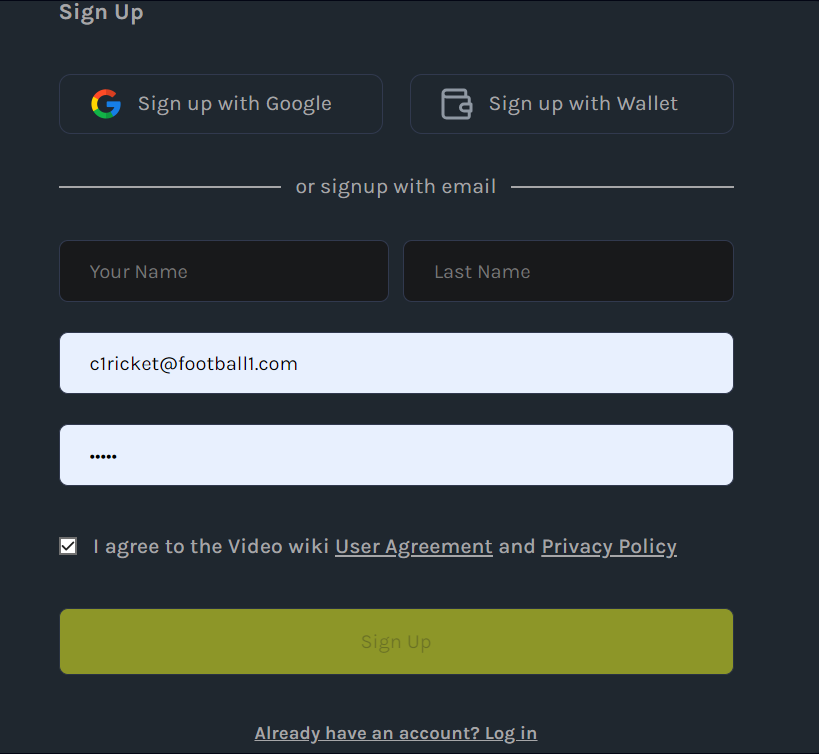 Sign Up
Sign up with Google
Sign up with Wallet
or signup with email
Your Name
Last Name
c1ricket@football1.com
•••••
I agree to the Video wiki User Agreement and Privacy Policy
Sign Up
Already have an account? Log in